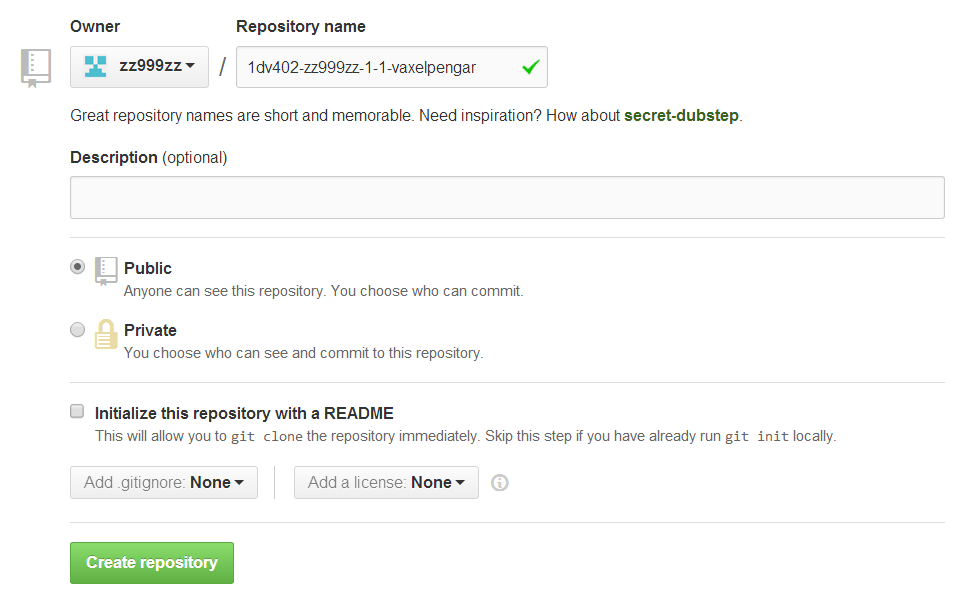 Owner
Repository name
zz999zz / 1dv402-zz999zz-1-1-vaxelpengar
Great repository names are short and memorable. Need inspiration? How about secret-dubstep.
Description (optional)
Public
Anyone can see this repository. You choose who can commit.
Private
You choose who can see and commit to this repository.
Initialize this repository with a README
This will allow you to git clone the repository immediately. Skip this step if you have already run git init locally.
Add .gitignore: None
Add a license: None
Create repository